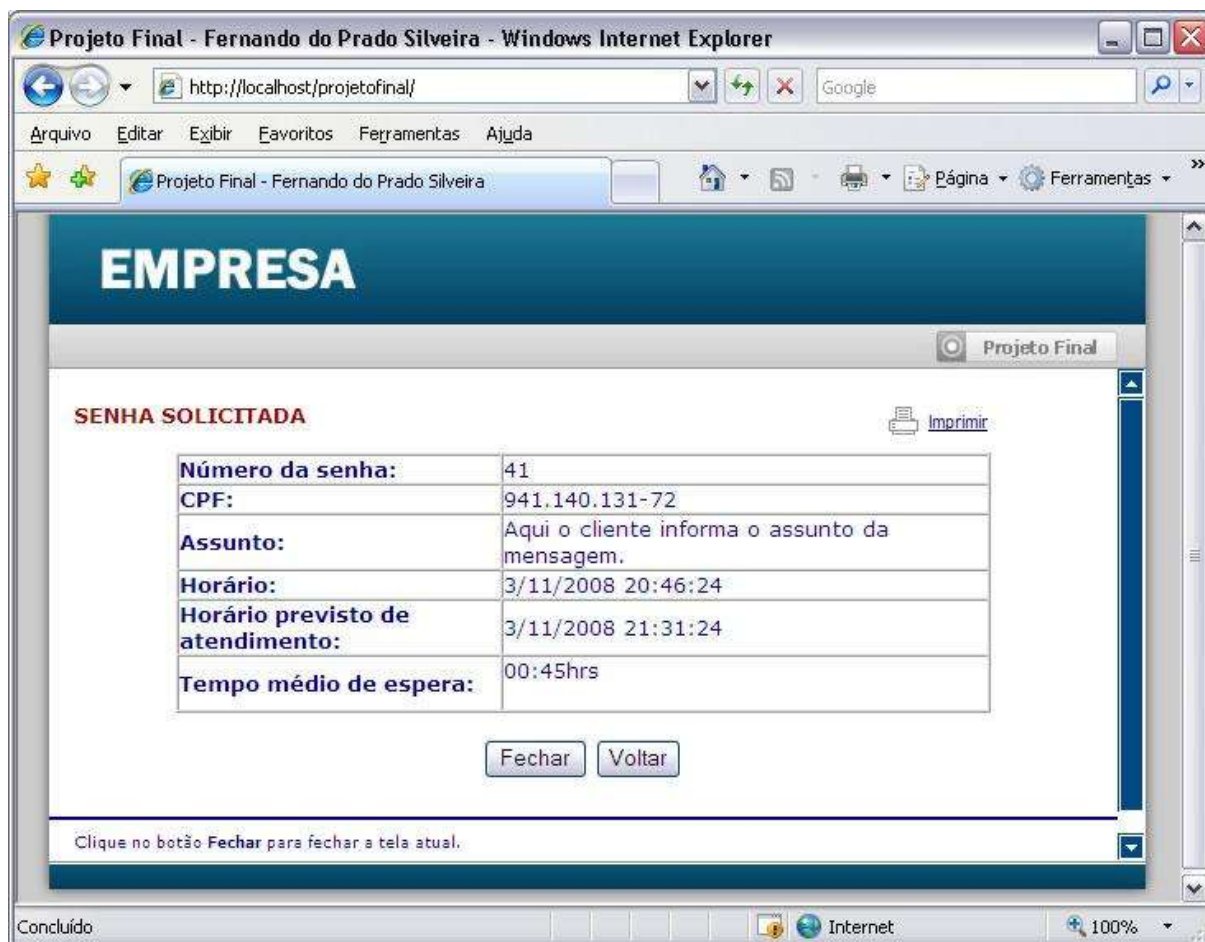 Projeto Final - Fernando do Prado Silveira - Windows Internet Explorer
http://localhost/projetofinal/
Google
Arquivo Editar Exibir Favoritos Ferramentas Ajuda
Projeto Final - Fernando do Prado Silveira
Página
Ferramentas
EMPRESA
Projeto Final
SENHA SOLICITADA
Imprimir
Número da senha: 41
CPF: 941.140.131-72
Assunto: Aqui o cliente informa o assunto da
mensagem.
Horário: 3/11/2008 20:46:24
Horário previsto de
atendimento: 3/11/2008 21:31:24
Tempo médio de espera: 00:45hrs
Fechar Voltar
Clique no botão Fechar para fechar a tela atual.
Concluído Internet 100%